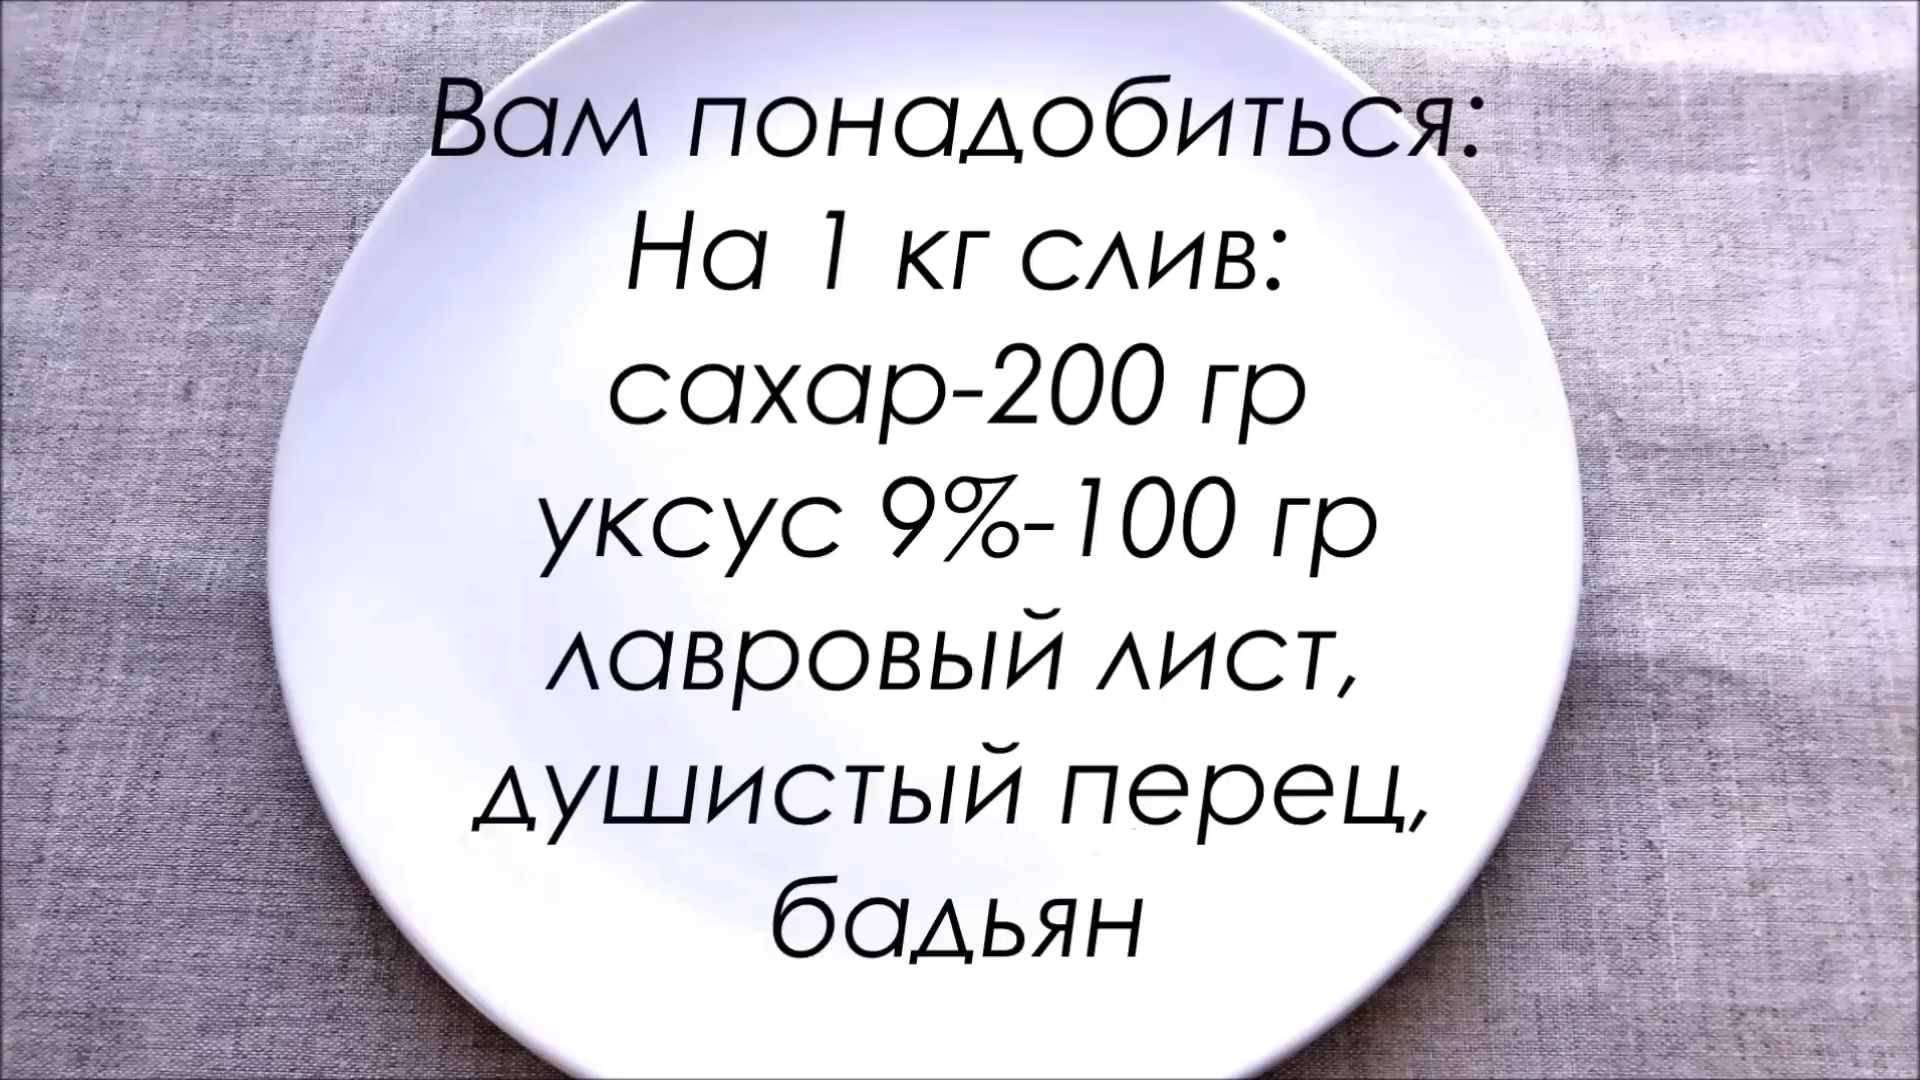 Вам понадобиться:
На 1 кг слив:
сахар-200 гр
уксус 9%-100 гр
лавровый лист,
душистый перец,
бадьян